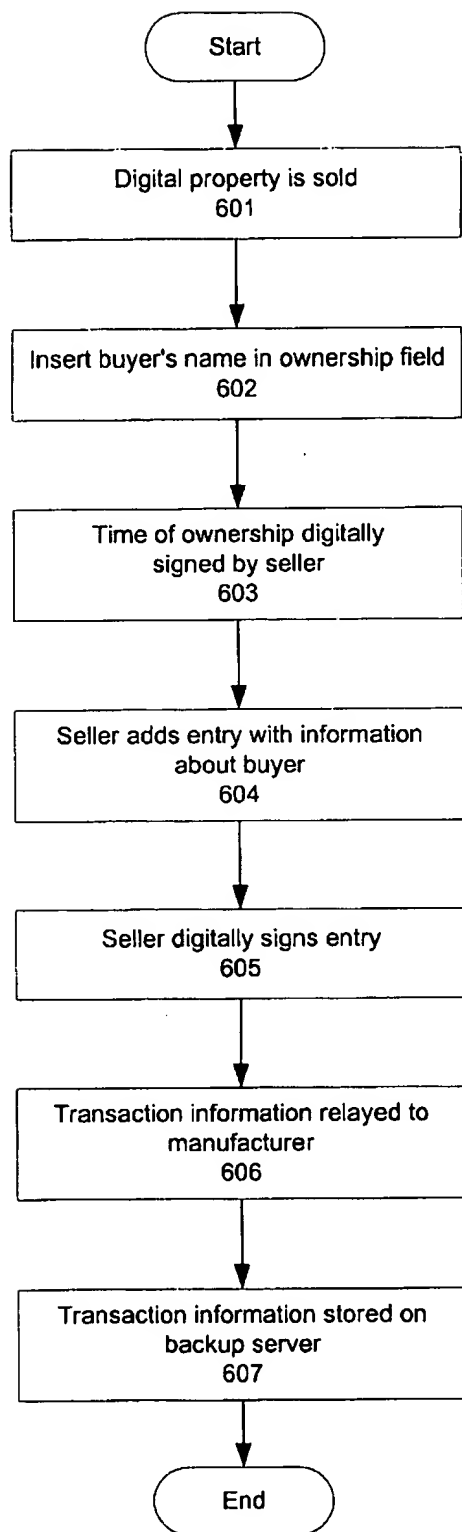 Start
Digital property is sold
601
Insert buyer's name in ownership field
602
Time of ownership digitally
signed by seller
603
Seller adds entry with information
about buyer
604
Seller digitally signs entry
605
Transaction information relayed to
manufacturer
606
Transaction information stored on
backup server
607
End